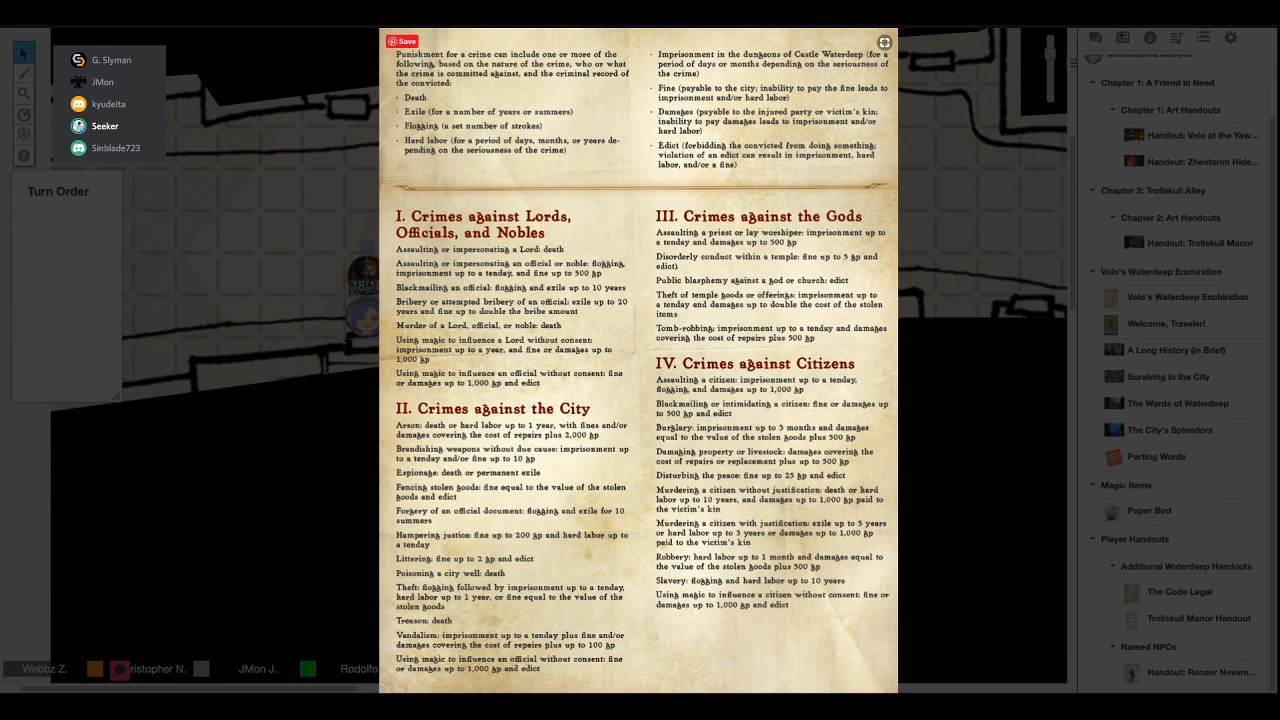 G. Slyman
JMon
kyudelta
Seeker
Sinblade723
Turn Order
18/18
Webbz Z.
ristopher N.
JMon J.
Rodolfo
Save
Punishment for a crime can include one or more of the
following, based on the nature of the crime, who or what
the crime is committed against, and the criminal record of
the convicted:
· Death
· Exile (for a number of years or summers)
· Flogging (a set number of strokes)
· Hard labor (for a period of days, months, or years de-
pending on the seriousness of the crime)
· Imprisonment in the dungeons of Castle Waterdeep (for a
period of days or months depending on the seriousness of
the crime)
· Fine (payable to the city; inability to pay the fine leads to
imprisonment and/or hard labor)
· Damages (payable to the injured party or victim's kin;
inability to pay damages leads to imprisonment and/or
hard labor)
· Edict (forbidding the convicted from doing something;
violation of an edict can result in imprisonment, hard
labor, and/or a fine)
I. Crimes against Lords,
Officials, and Nobles
Assaulting or impersonating a Lord: death
Assaulting or impersonating an official or noble: flogging,
imprisonment up to a tenday, and fine up to 500 gp
Blackmailing an official: flogging and exile up to 10 years
Bribery or attempted bribery of an official: exile up to 20
years and fine up to double the bribe amount
Murder of a Lord, official, or noble: death
Using magic to influence a Lord without consent:
imprisonment up to a year, and fine or damages up to
1,000 gp
Using magic to influence an official without consent: fine
or damages up to 1,000 gp and edict
II. Crimes against the City
Arson: death or hard labor up to 1 year, with fines and/or
damages covering the cost of repairs plus 2,000 gp
Brandishing weapons without due cause: imprisonment up
to a tenday and/or fine up to 10 gp
Espionage: death or permanent exile
Fencing stolen goods: fine equal to the value of the stolen
goods and edict
Forgery of an official document: flogging and exile for 10
summers
Hampering justice: fine up to 200 gp and hard labor up to
a tenday
Littering: fine up to 2 gp and edict
Poisoning a city well: death
Theft: flogging followed by imprisonment up to a tenday,
hard labor up to 1 year, or fine equal to the value of the
stolen goods
Treason: death
Vandalism: imprisonment up to a tenday plus fine and/or
damages covering the cost of repairs plus up to 100 gp
Using magic to influence an official without consent: fine
or damages up to 1,000 gp and edict
III. Crimes against the Gods
Assaulting a priest or lay worshiper: imprisonment up to
a tenday and damages up to 500 gp
Disorderly conduct within a temple: fine up to 5 gp and
edict).
Public blasphemy against a god or church: edict
Theft of temple goods or offerings: imprisonment up to
a tenday and damages up to double the cost of the stolen
items
Tomb-robbing: imprisonment up to a tenday and damages
covering the cost of repairs plus 500 gp
IV. Crimes against Citizens
Assaulting a citizen: imprisonment up to a tenday,
flogging, and damages up to 1,000 gp
Blackmailing or intimidating a citizen: fine or damages up
to 500 gp and edict
Burglary: imprisonment up to 3 months and damages
equal to the value of the stolen goods plus 500 gp
Damaging property or livestock: damages covering the
cost of repairs or replacement plus up to 500 gp
Disturbing the peace: fine up to 25 gp and edict
Murdering a citizen without justification: death or hard
labor up to 10 years, and damages up to 1,000 gp paid to
the victim's kin
Murdering a citizen with justification: exile up to 5 years
or hard labor up to 3 years or damages up to 1,000 gp
paid to the victim's kin
Robbery: hard labor up to 1 month and damages equal to
the value of the stolen goods plus 500 gp
Slavery: flogging and hard labor up to 10 years
Using magic to influence a citizen without consent: fine or
damages up to 1,000 gp and edict
Chapter 1: A Friend in Need
Chapter 1: Art Handouts
Handout: Volo at the Yaw...
Handout: Zhentarim Hide...
Chapter 2: Trollskull Alley
Chapter 2: Art Handouts
Handout: Trollskull Manor
Volo's Waterdeep Enchiridion
Volo's Waterdeep Enchiridion
Welcome, Traveler!
A Long History (in Brief)
Surviving in the City
The Wards of Waterdeep
The City's Splendors
Parting Words
Magic Items
Paper Bird
Player Handouts
Additional Waterdeep Handouts
The Code Legal
Trollskull Manor Handout
Named NPCs
Handout: Renaer Nevere...